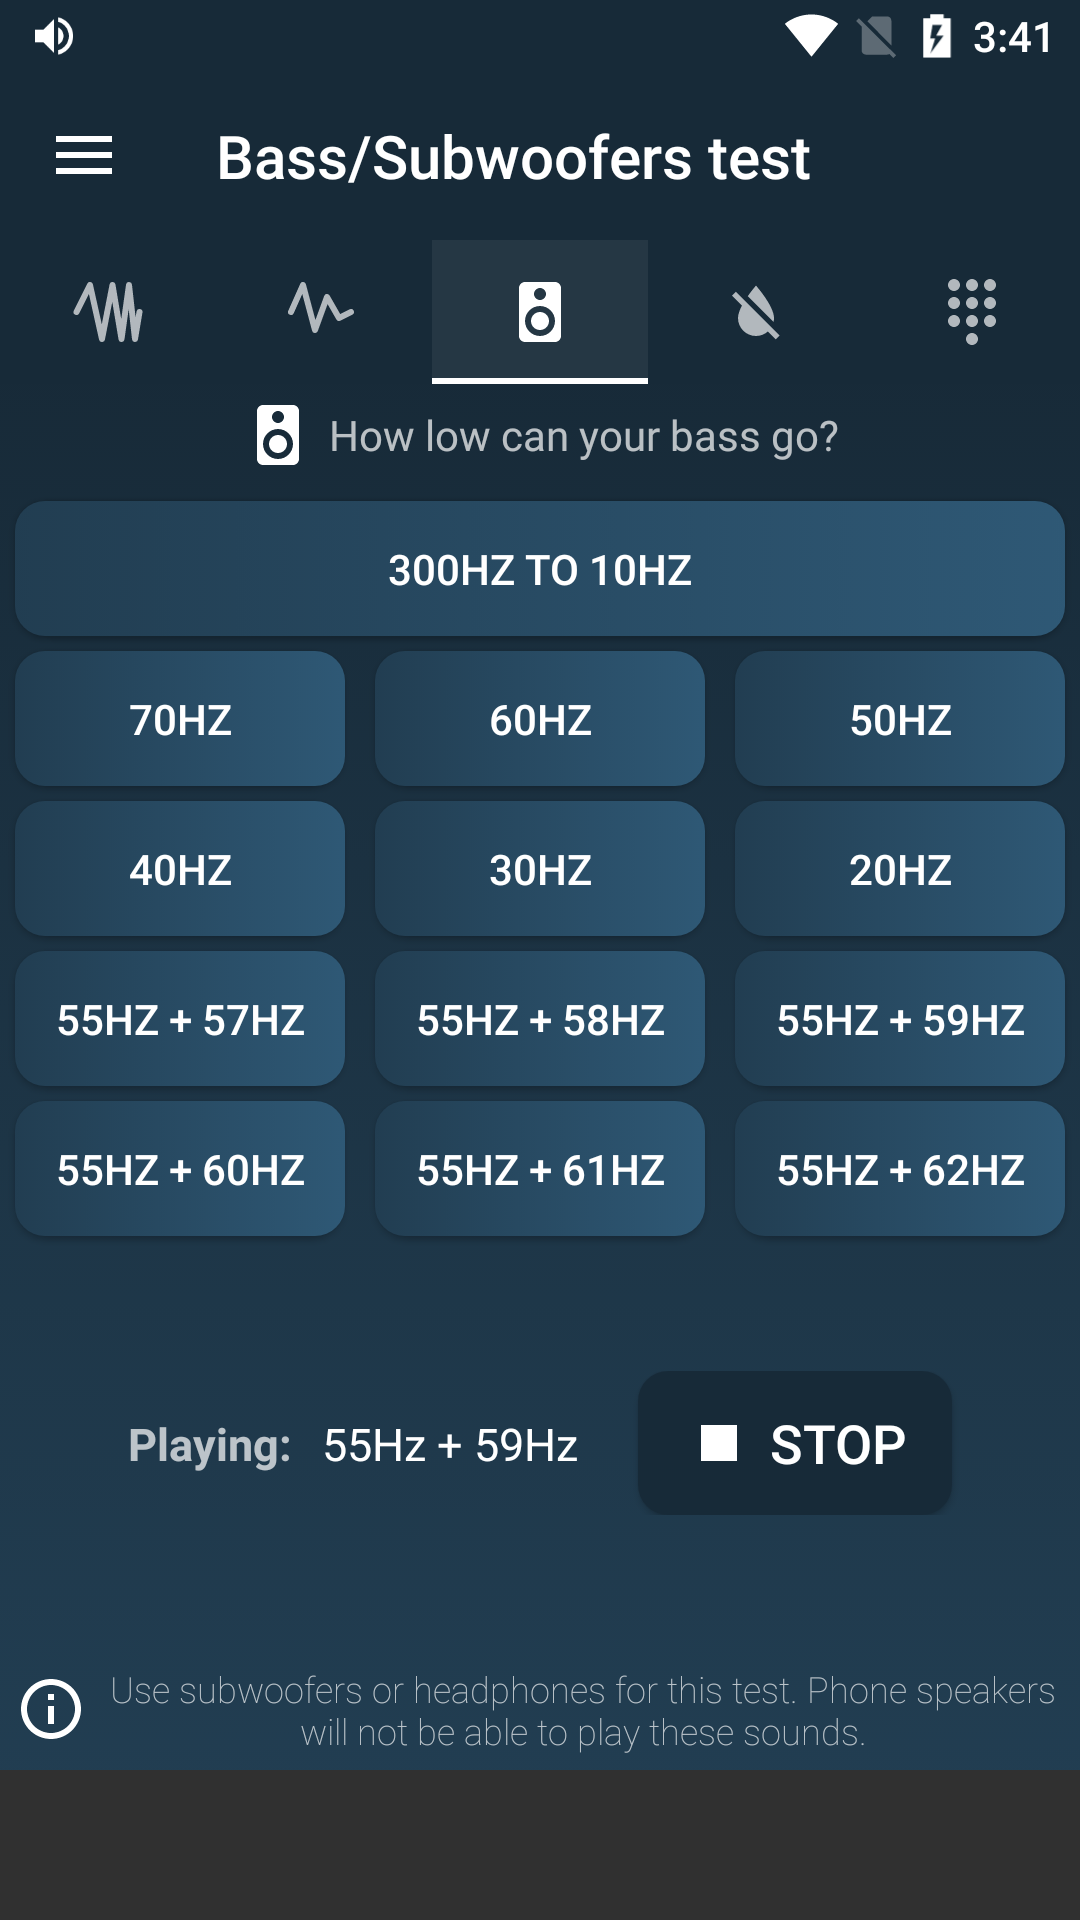 3:41
Bass/Subwoofers test
How low can your bass go?
300HZ TO 10HZ
70HZ 60HZ 50HZ
40HZ 30HZ 20HZ
55HZ + 57HZ 55HZ + 58HZ 55HZ + 59HZ
55HZ + 60HZ 55HZ + 61HZ 55HZ + 62HZ
Playing: 55Hz + 59Hz STOP
Use subwoofers or headphones for this test. Phone speakers
will not be able to play these sounds.